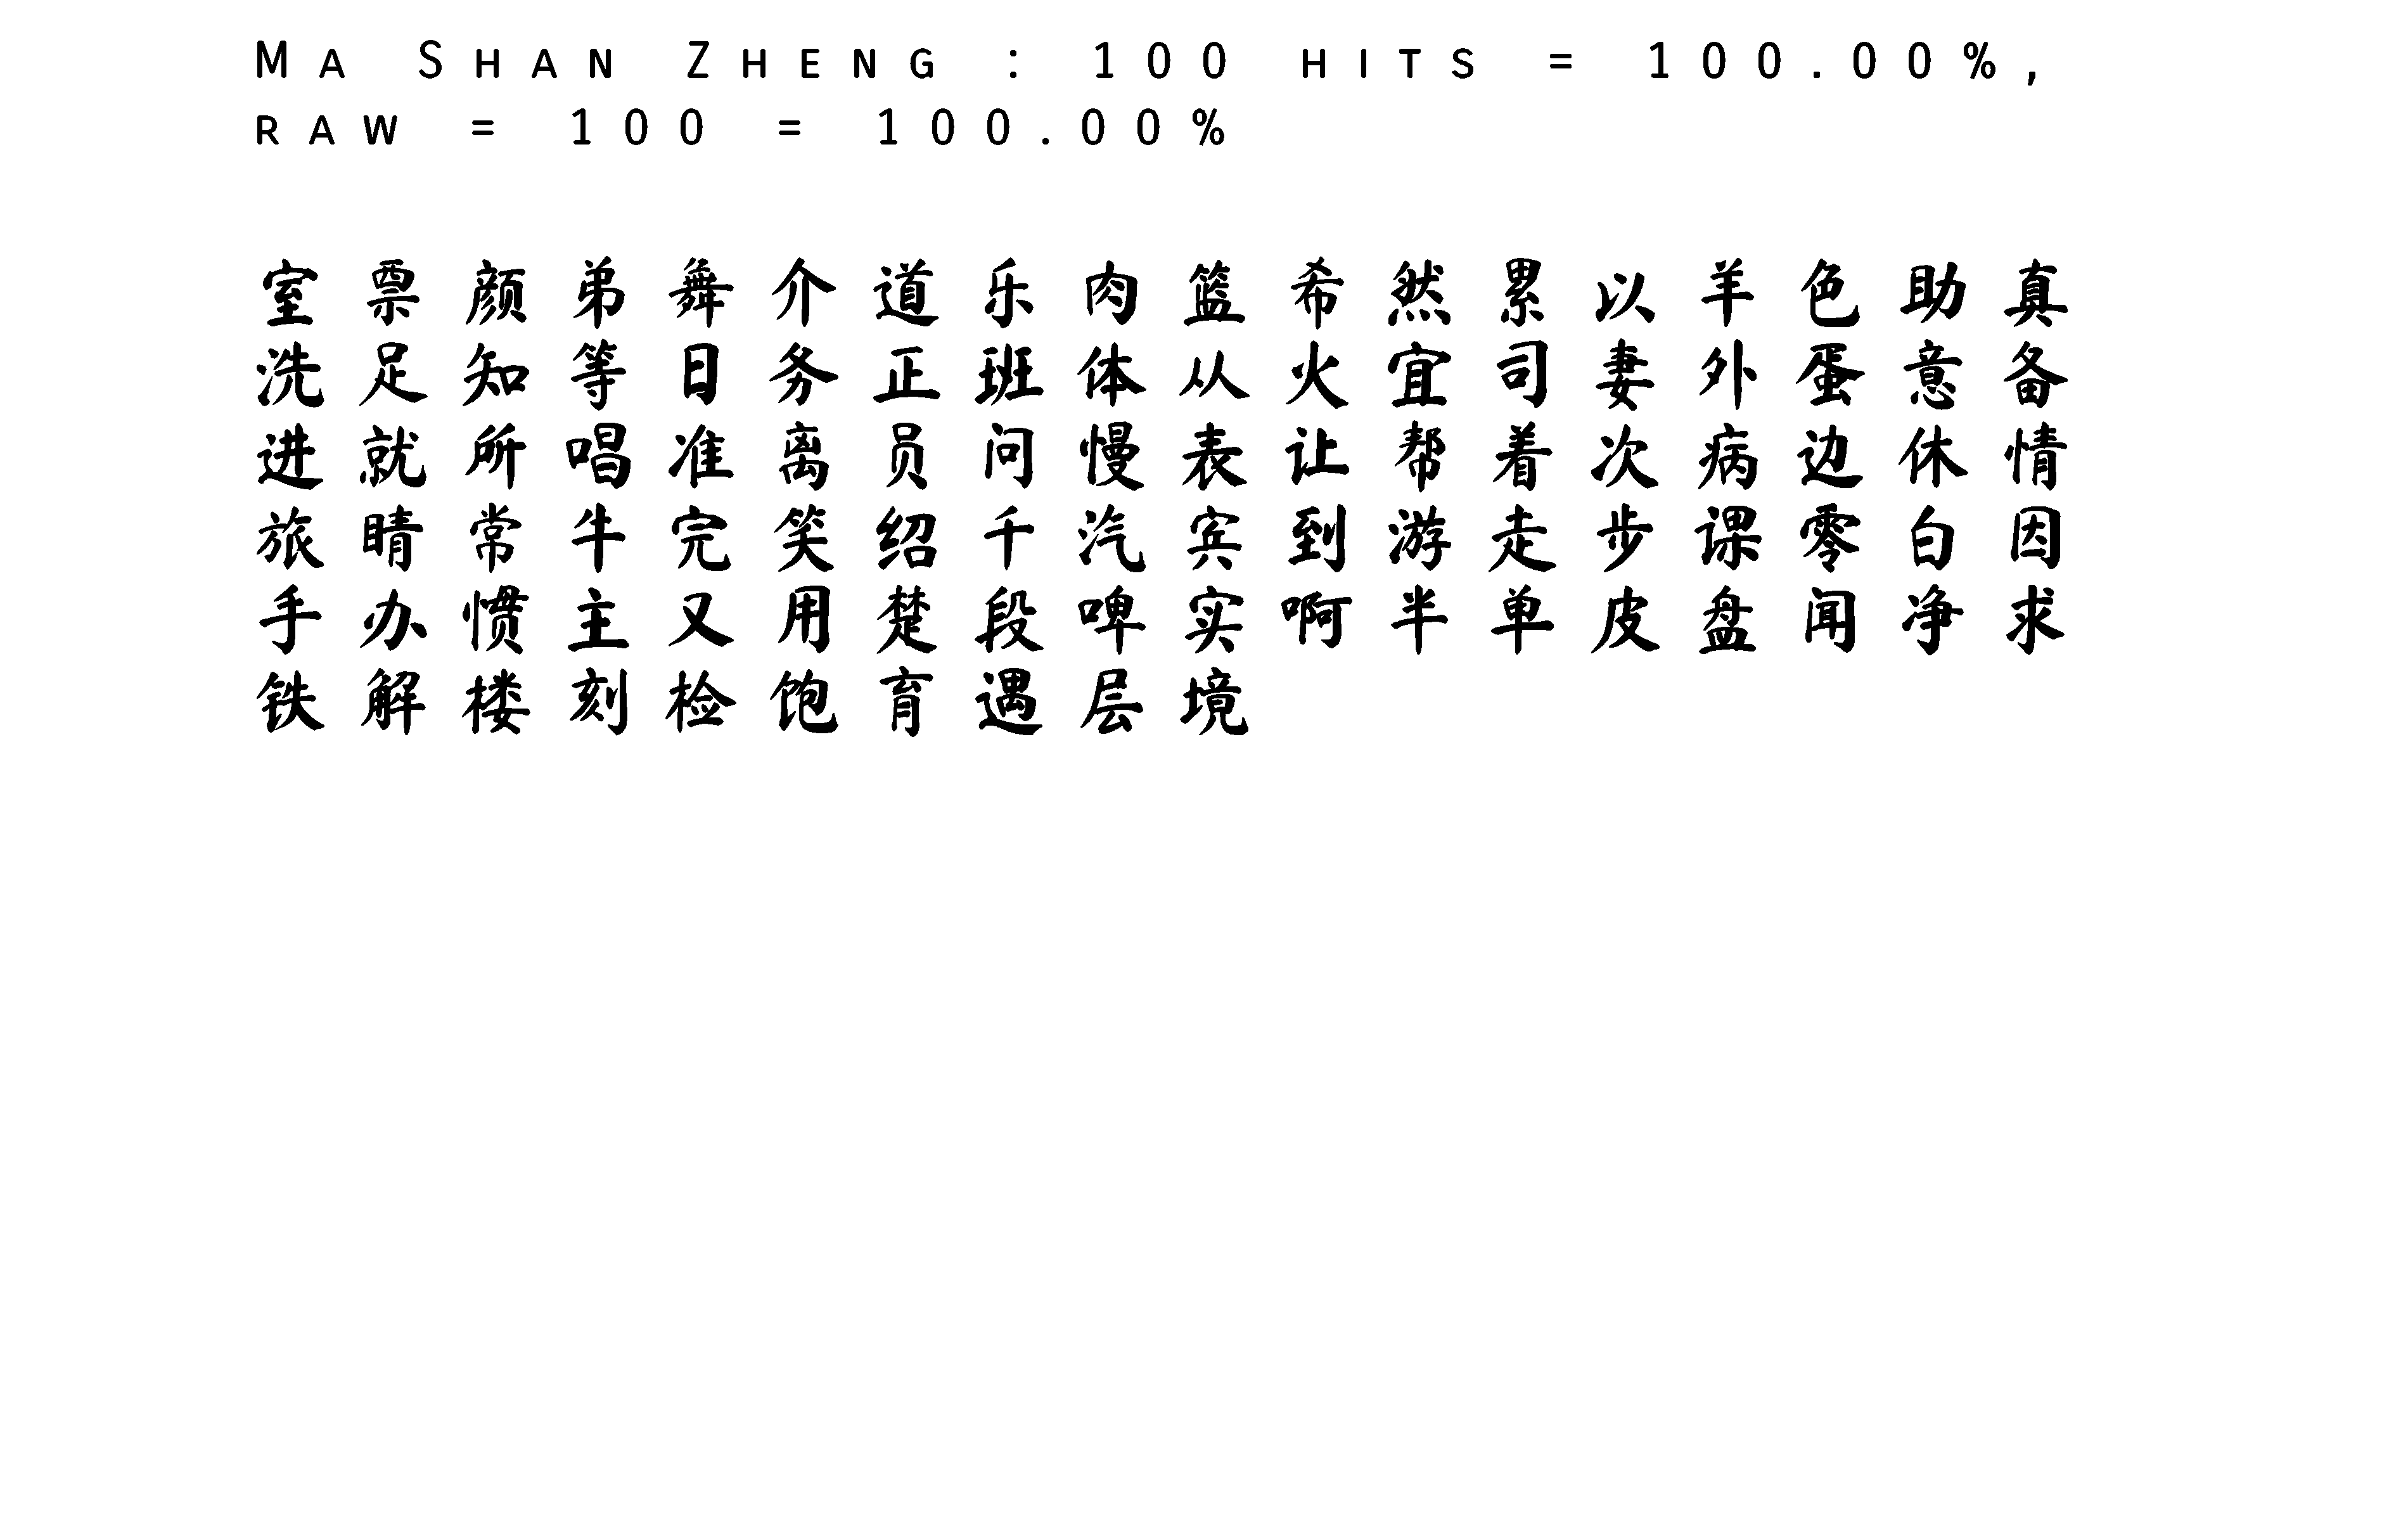 Ma Shan Zheng : 100 hits = 100.00%,
raw = 100 = 100.00%
室票颜弟舞介道乐肉篮希然累以羊色助真
洗足知等日务正班体从火宜司妻外蛋意备
进就所唱准离员问慢表让帮着次病边休情
旅睛常牛完笑绍千汽宾到游走步课零白因
手办惯主又用楚段啤实啊半单皮盘闻净求
铁解楼刻检饱育遇层境